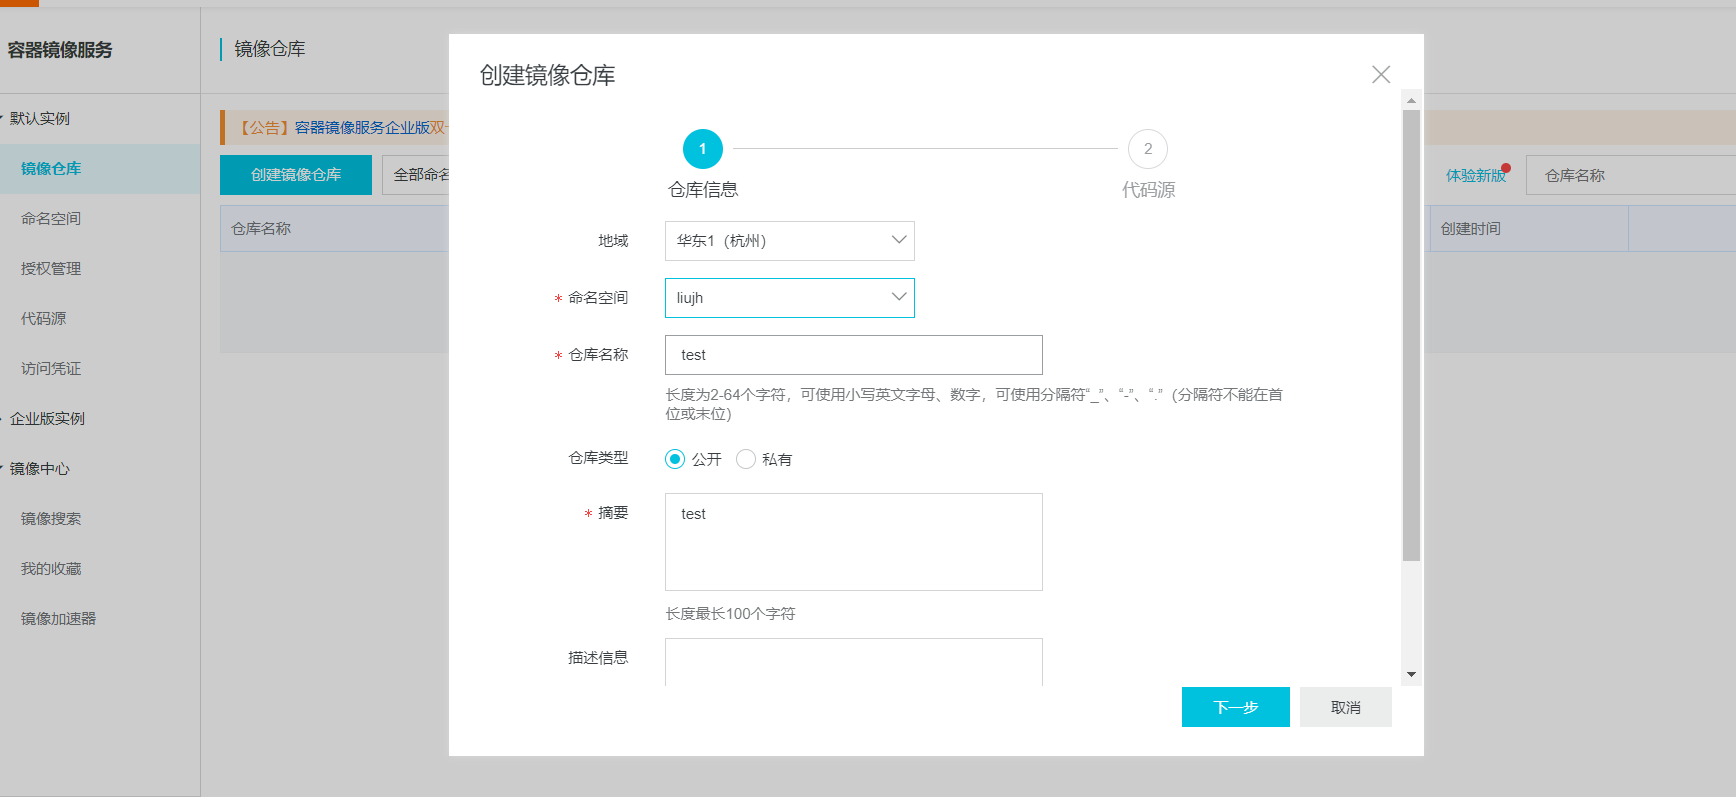 容器镜像服务
默认实例
镜像仓库
命名空间
授权管理
代码源
访问凭证
企业版实例
镜像中心
镜像搜索
我的收藏
镜像加速器
镜像仓库
【公告】容器镜像服务企业版双
创建镜像仓库
全部命名
仓库名称
创建镜像仓库
1
2
仓库信息
代码源
地域
华东1（杭州）
* 命名空间
liujh
* 仓库名称
test
长度为2-64个字符，可使用小写英文字母、数字，可使用分隔符“_”、“-”、“.”（分隔符不能在首
位或末位）
仓库类型
公开
私有
* 摘要
test
长度最长100个字符
描述信息
下一步
取消
体验新版
仓库名称
创建时间